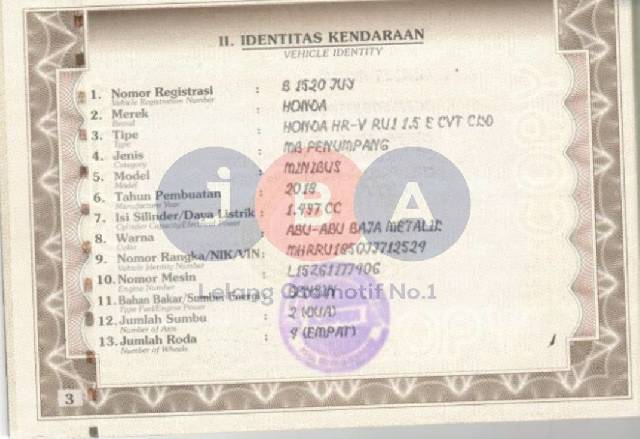 II. IDENTITAS KENDARAAN
VEHICLE IDENTITY
1. Nomor Registrasi : B 1520 JUY
Vehicle Registration Number
2. Merek : HONDA
Brand
3. Tipe : HONDA HR-V RU1 1.5 E CVT CKD
Type
4. Jenis : MB PENUMPANG
Category
5. Model : MINIBUS
Model
6. Tahun Pembuatan : 2018
Manufacture Year
7. Isi Silinder/Daya Listrik : 1.497 CC
Cylinder Capacity/Electrical Power
8. Warna : ABU-ABU BAJA METALIK
Color
9. Nomor Rangka/NIK/VIN : MHRRU1850JJ712529
Vehicle Identity Number
10. Nomor Mesin : L15Z61777406
Engine Number
11. Bahan Bakar/Sumber Energi : BENSIN
Type Fuel/Engine Power
12. Jumlah Sumbu : 2 (DUA)
Number of Axis
13. Jumlah Roda : 4 (EMPAT)
Number of Wheels
3
IBA
Lelang Otomotif No.1